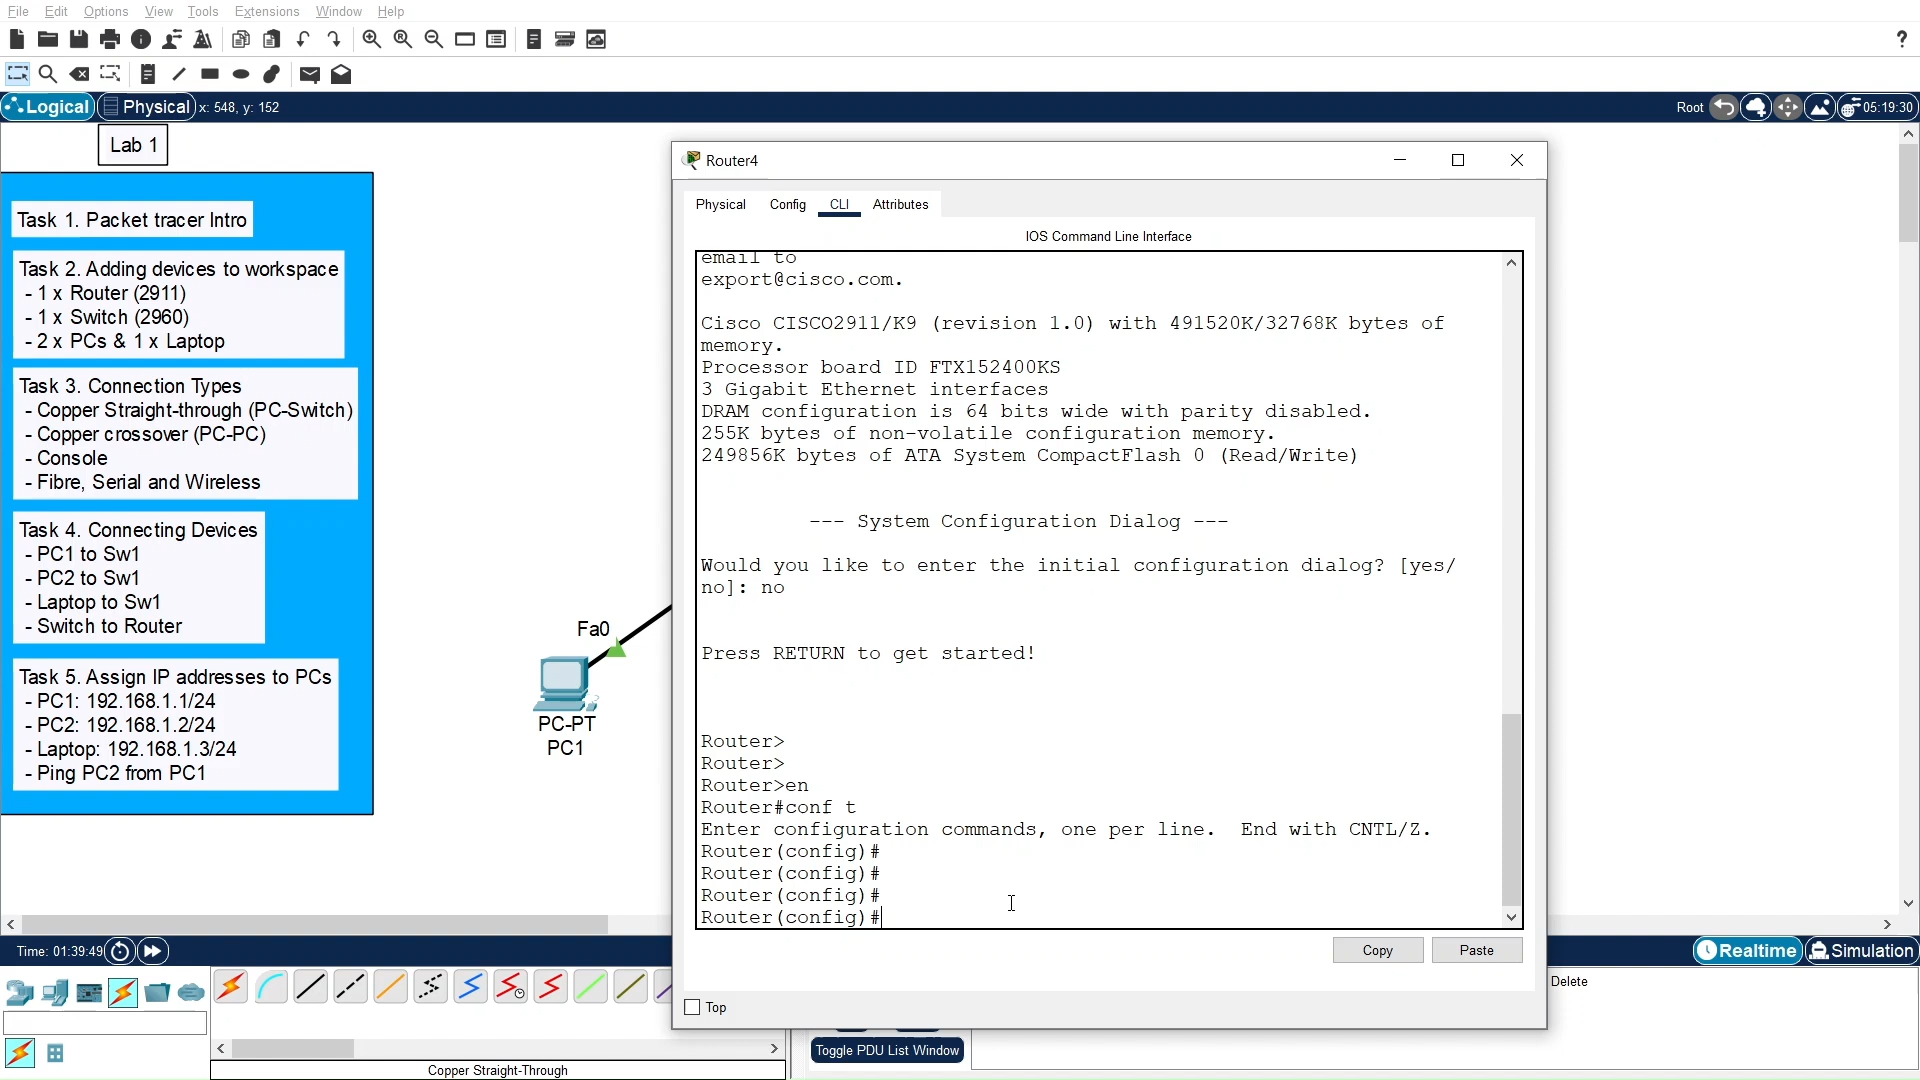 File Edit Options View Tools Extensions Window Help
?
Logical Physical x: 548, y: 152 Root 05:19:30
Lab 1
Task 1. Packet tracer Intro
Task 2. Adding devices to workspace
- 1 x Router (2911)
- 1 x Switch (2960)
- 2 x PCs & 1 x Laptop
Task 3. Connection Types
- Copper Straight-through (PC-Switch)
- Copper crossover (PC-PC)
- Console
- Fibre, Serial and Wireless
Task 4. Connecting Devices
- PC1 to Sw1
- PC2 to Sw1
- Laptop to Sw1
- Switch to Router
Task 5. Assign IP addresses to PCs
- PC1: 192.168.1.1/24
- PC2: 192.168.1.2/24
- Laptop: 192.168.1.3/24
- Ping PC2 from PC1
Fa0
PC-PT
PC1
Router4
Physical Config CLI Attributes
IOS Command Line Interface
email to
export@cisco.com.
Cisco CISCO2911/K9 (revision 1.0) with 491520K/32768K bytes of
memory.
Processor board ID FTX152400KS
3 Gigabit Ethernet interfaces
DRAM configuration is 64 bits wide with parity disabled.
255K bytes of non-volatile configuration memory.
249856K bytes of ATA System CompactFlash 0 (Read/Write)
--- System Configuration Dialog ---
Would you like to enter the initial configuration dialog? [yes/
no]: no
Press RETURN to get started!
Router>
Router>
Router>en
Router#conf t
Enter configuration commands, one per line.  End with CNTL/Z.
Router(config)#
Router(config)#
Router(config)#
Router(config)#
Copy Paste
Top
Time: 01:39:49 Realtime Simulation
Delete
Toggle PDU List Window
Copper Straight-Through